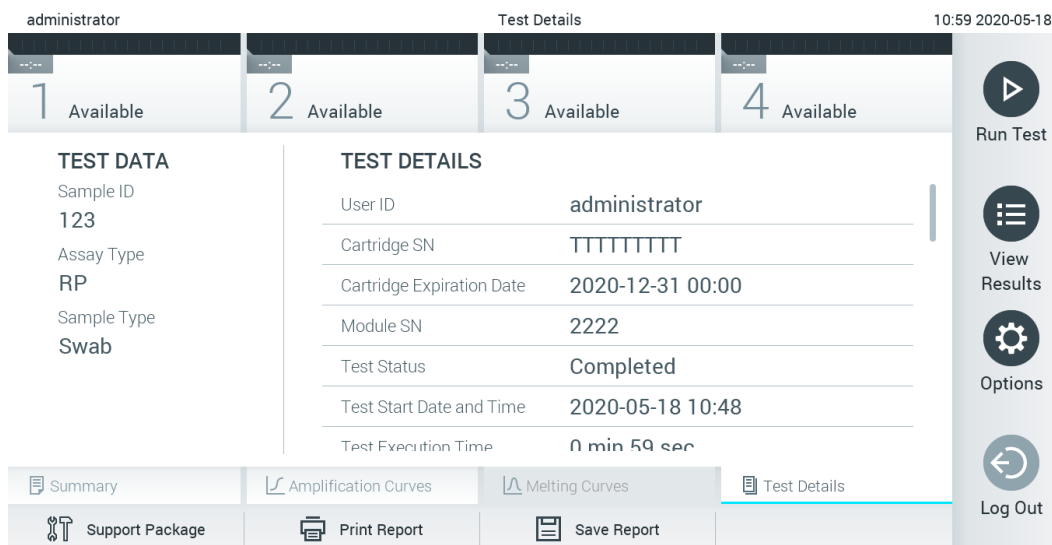 administrator Test Details 10:59 2020-05-18
--:-- --:-- --:-- --:--
1 Available 2 Available 3 Available 4 Available
Run Test
TEST DATA
Sample ID
123
Assay Type
RP
Sample Type
Swab
TEST DETAILS
User ID administrator
Cartridge SN TTTTTTTTT
Cartridge Expiration Date 2020-12-31 00:00
Module SN 2222
Test Status Completed
Test Start Date and Time 2020-05-18 10:48
Test Execution Time 0 min 59 sec
View
Results
Options
Log Out
Summary Amplification Curves Melting Curves Test Details
Support Package Print Report Save Report